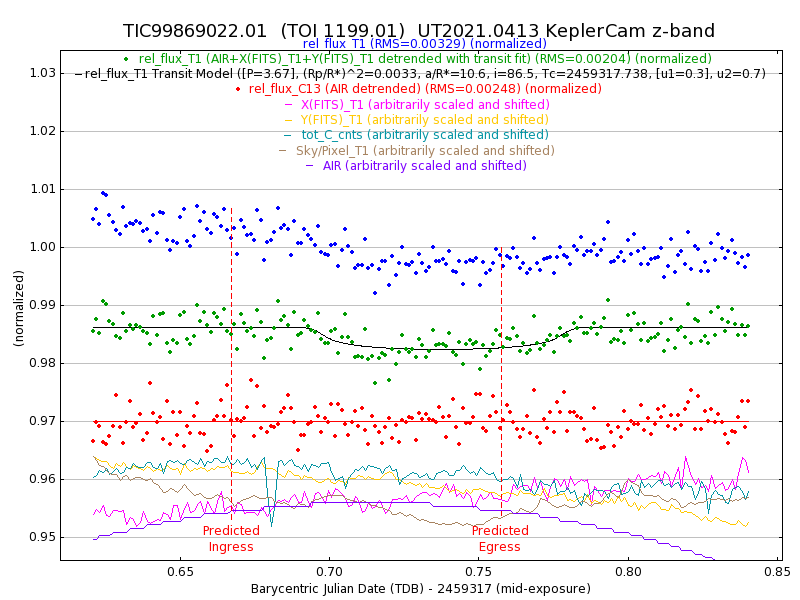 TIC99869022.01 (TOI 1199.01) UT2021.0413 KeplerCam z-band
rel_flux_T1 (RMS=0.00329) (normalized)
rel_flux_T1 (AIR+X(FITS)_T1+Y(FITS)_T1 detrended with transit fit) (RMS=0.00204) (normalized)
rel_flux_T1 Transit Model ([P=3.67], (Rp/R*)^2=0.0033, a/R*=10.6, i=86.5, Tc=2459317.738, [u1=0.3], u2=0.7)
rel_flux_C13 (AIR detrended) (RMS=0.00248) (normalized)
X(FITS)_T1 (arbitrarily scaled and shifted)
Y(FITS)_T1 (arbitrarily scaled and shifted)
tot_C_cnts (arbitrarily scaled and shifted)
Sky/Pixel_T1 (arbitrarily scaled and shifted)
AIR (arbitrarily scaled and shifted)
(normalized)
1.03
1.02
1.01
1.00
0.99
0.98
0.97
0.96
0.95
Predicted
Ingress
Predicted
Egress
0.65
0.70
0.75
0.80
0.85
Barycentric Julian Date (TDB) - 2459317 (mid-exposure)